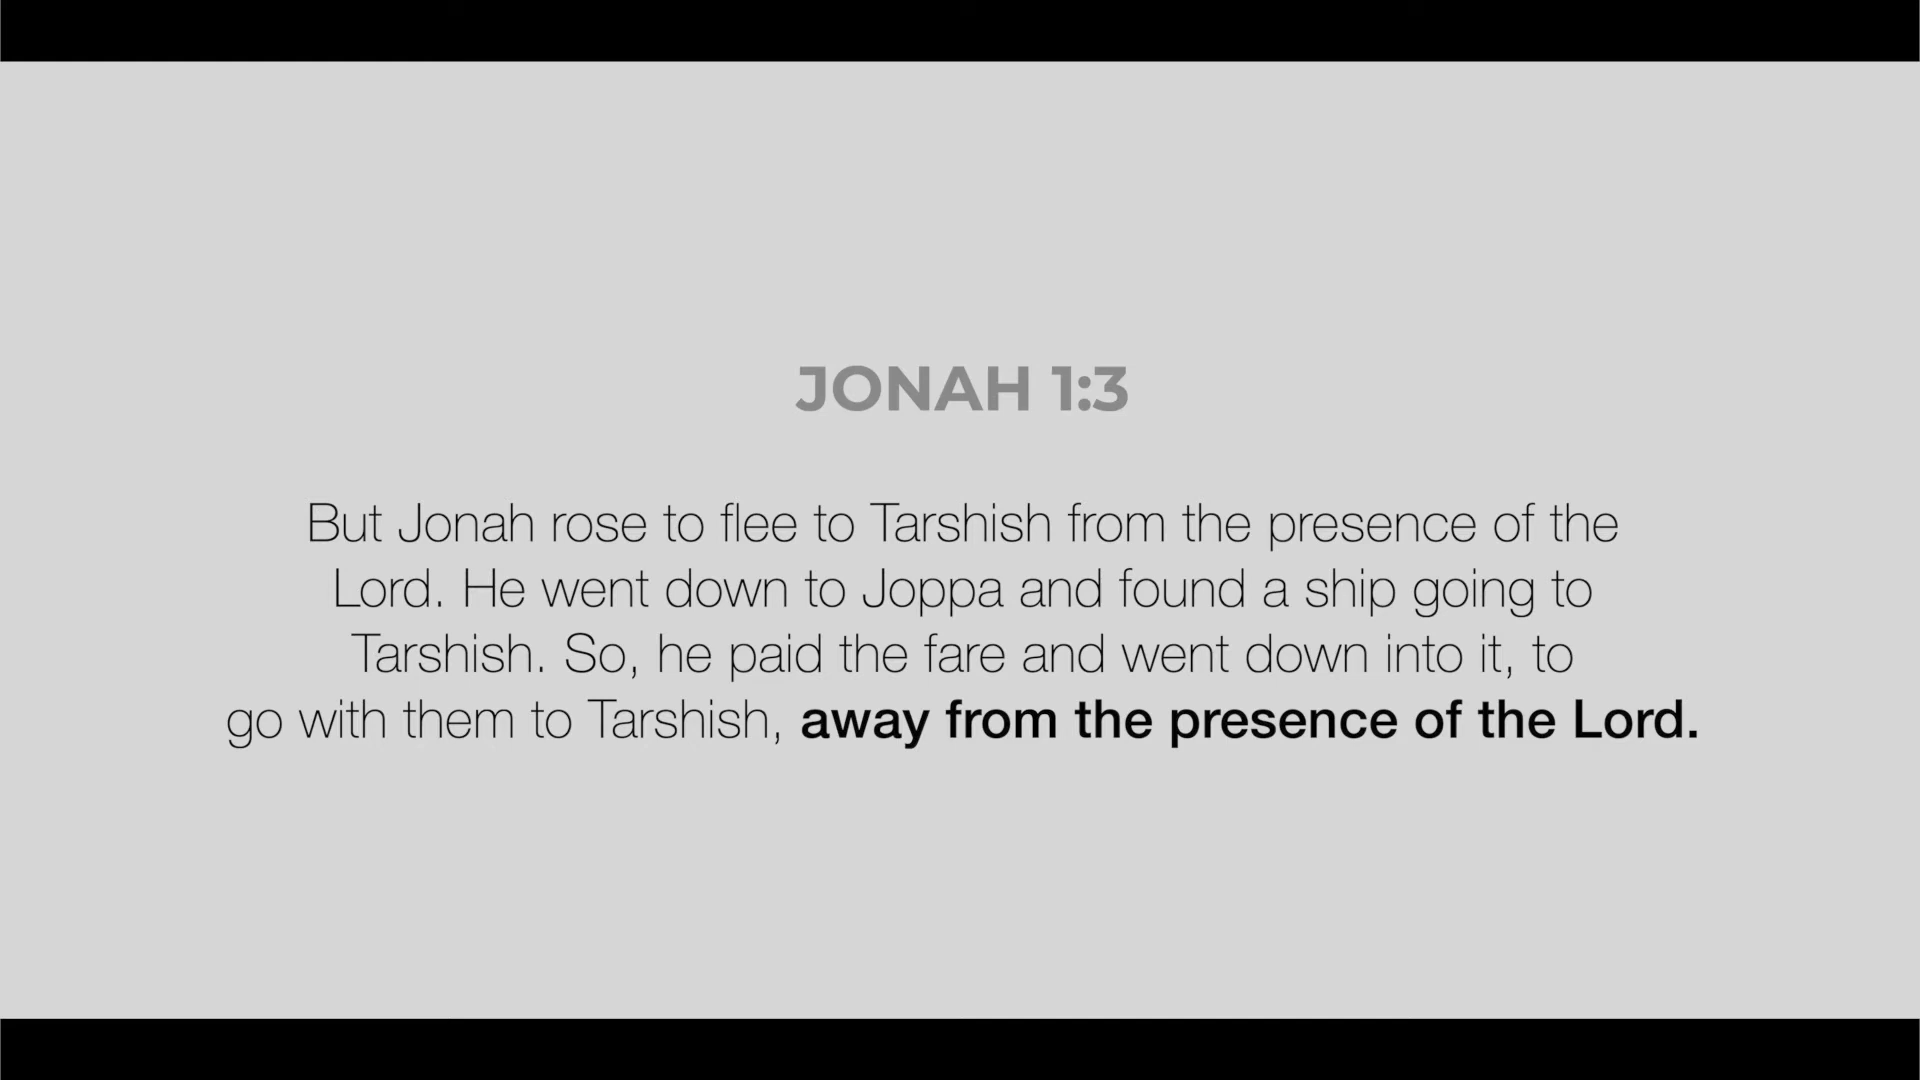 JONAH 1:3
But Jonah rose to flee to Tarshish from the presence of the
Lord. He went down to Joppa and found a ship going to
Tarshish. So, he paid the fare and went down into it, to
go with them to Tarshish, away from the presence of the Lord.